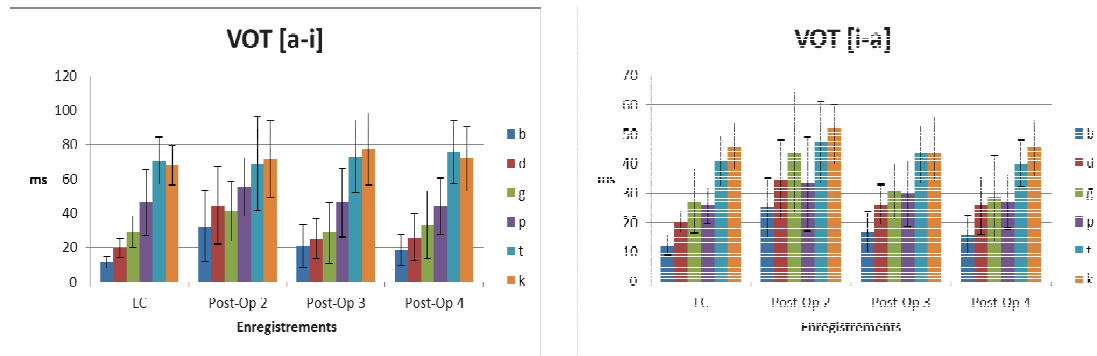 VOT [a-i]
ms
120
100
80
60
40
20
0
LC
Post-Op 2
Post-Op 3
Post-Op 4
Enregistrements
b
d
g
p
t
k
VOT [i-a]
ms
70
60
50
40
30
20
10
0
LC
Post-Op 2
Post-Op 3
Post-Op 4
Enregistrements
b
d
g
p
t
k